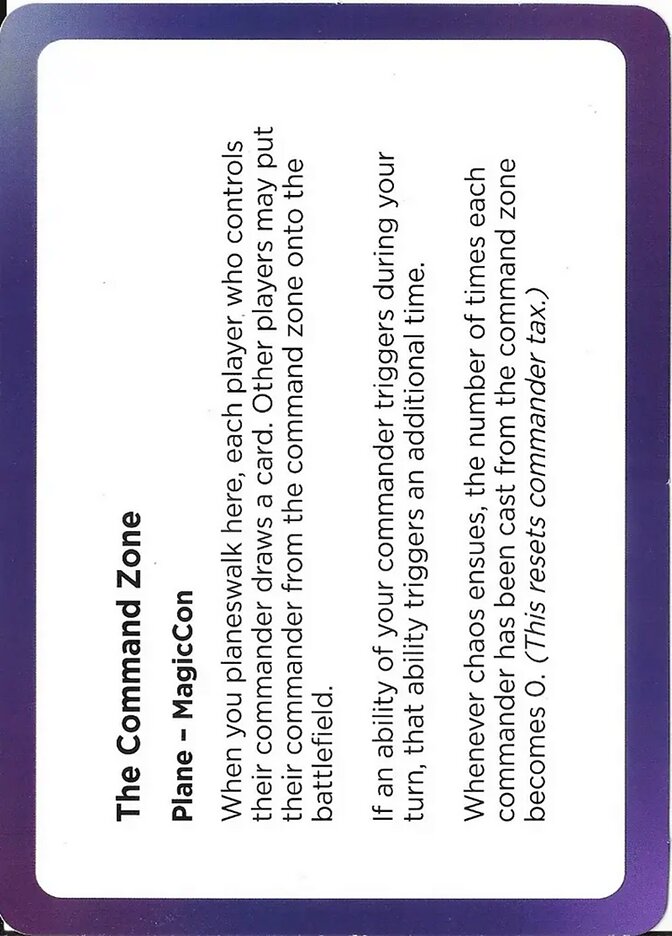 The Command Zone
Plane – MagicCon
When you planeswalk here, each player who controls
their commander draws a card. Other players may put
their commander from the command zone onto the
battlefield.
If an ability of your commander triggers during your
turn, that ability triggers an additional time.
Whenever chaos ensues, the number of times each
commander has been cast from the command zone
becomes 0. (This resets commander tax.)